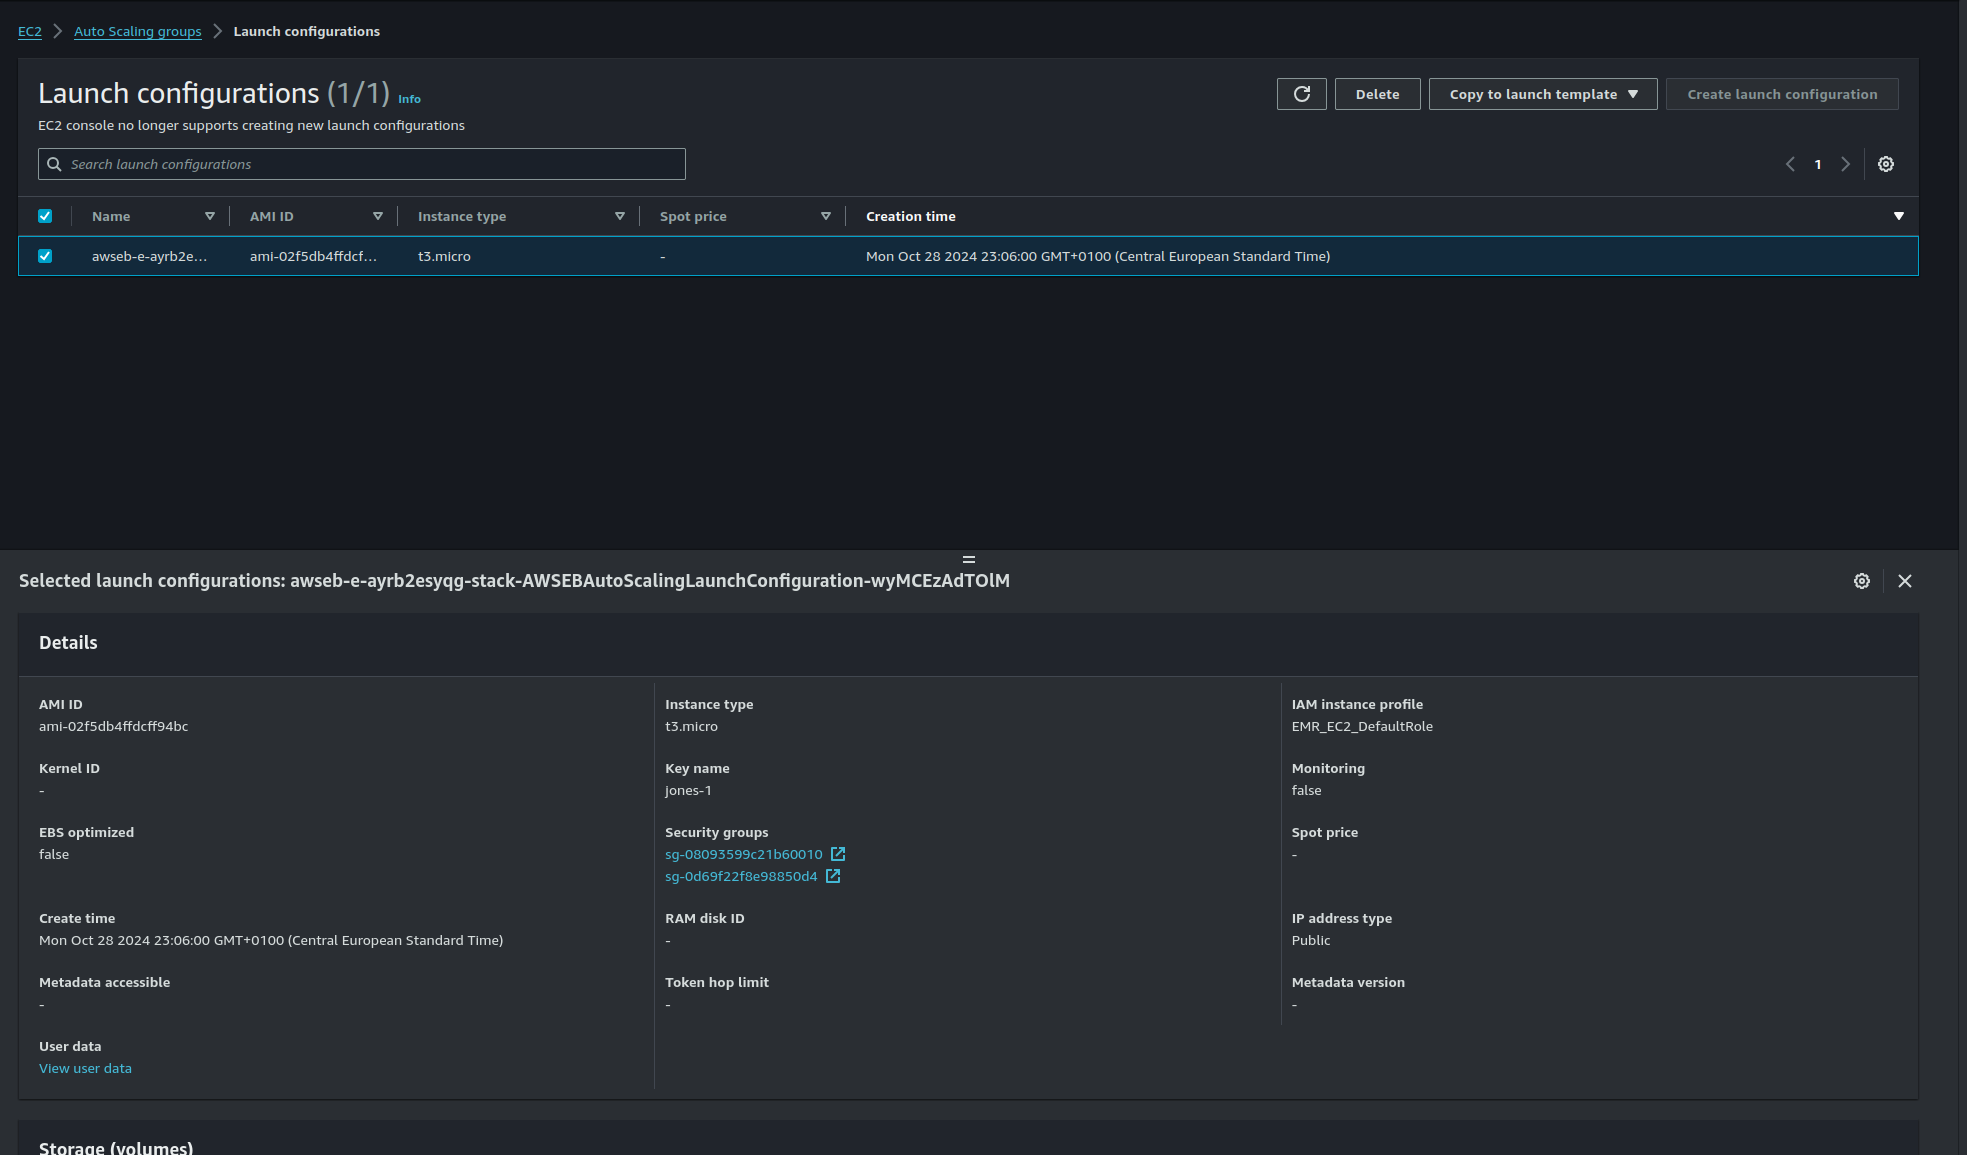 EC2 > Auto Scaling groups > Launch configurations
Launch configurations (1/1) Info
Delete
Copy to launch template
Create launch configuration
EC2 console no longer supports creating new launch configurations
Search launch configurations
1
Name AMI ID Instance type Spot price Creation time
awseb-e-ayrb2e... ami-02f5db4ffdcf... t3.micro - Mon Oct 28 2024 23:06:00 GMT+0100 (Central European Standard Time)
Selected launch configurations: awseb-e-ayrb2esyqg-stack-AWSEBAutoScalingLaunchConfiguration-wyMCEzAdTOlM
Details
AMI ID
ami-02f5db4ffdcff94bc
Instance type
t3.micro
IAM instance profile
EMR_EC2_DefaultRole
Kernel ID
-
Key name
jones-1
Monitoring
false
EBS optimized
false
Security groups
sg-08093599c21b60010
sg-0d69f22f8e98850d4
Spot price
-
Create time
Mon Oct 28 2024 23:06:00 GMT+0100 (Central European Standard Time)
RAM disk ID
-
IP address type
Public
Metadata accessible
-
Token hop limit
-
Metadata version
-
User data
View user data
Storage (volumes)